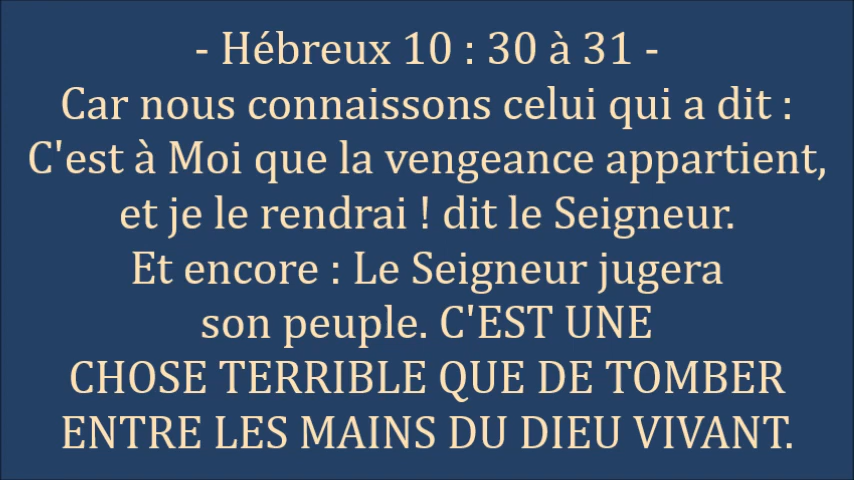 - Hébreux 10 : 30 à 31 -
Car nous connaissons celui qui a dit :
C'est à Moi que la vengeance appartient,
et je le rendrai ! dit le Seigneur.
Et encore : Le Seigneur jugera
son peuple. C'EST UNE
CHOSE TERRIBLE QUE DE TOMBER
ENTRE LES MAINS DU DIEU VIVANT.